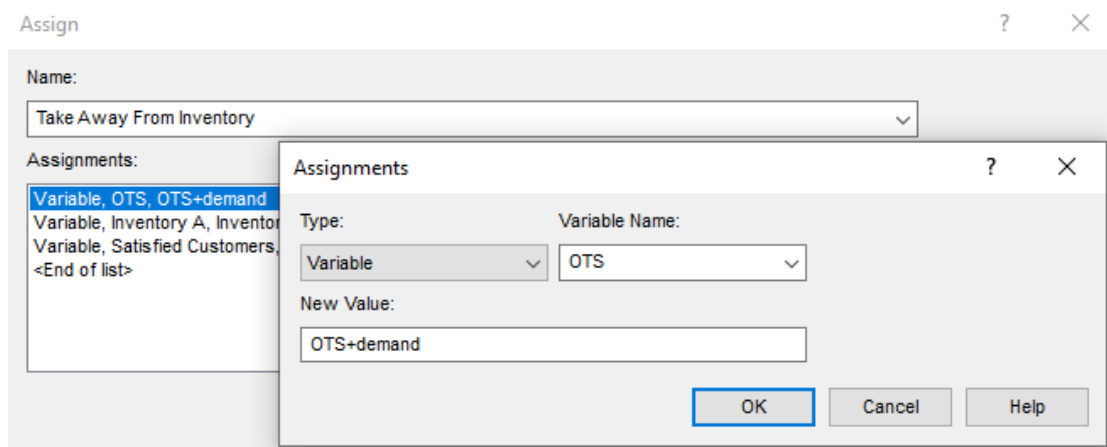 Assign ?
Name:
Take Away From Inventory
Assignments:
Variable, OTS, OTS+demand
Variable, Inventory A, Inventor
Variable, Satisfied Customers,
<End of list>
Assignments ?
Type: Variable Name:
Variable OTS
New Value:
OTS+demand
OK Cancel Help